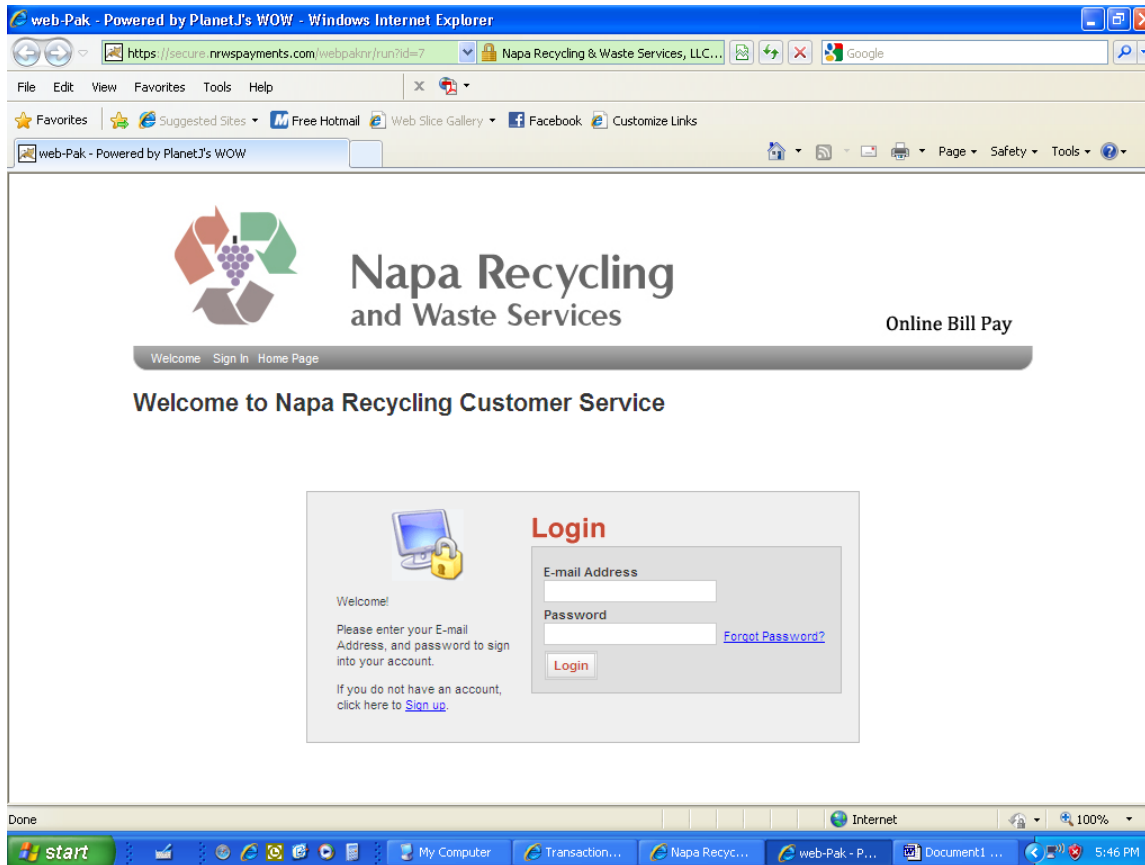 web-Pak - Powered by PlanetJ's WOW - Windows Internet Explorer
https://secure.nrwspayments.com/webpaknr/run?id=7
Napa Recycling & Waste Services, LLC...
Google
File Edit View Favorites Tools Help
Favorites Suggested Sites Free Hotmail Web Slice Gallery Facebook Customize Links
web-Pak - Powered by PlanetJ's WOW
Page Safety Tools
Napa Recycling
and Waste Services
Online Bill Pay
Welcome Sign In Home Page
Welcome to Napa Recycling Customer Service
Login
E-mail Address
Password
Forgot Password?
Login
Welcome!
Please enter your E-mail
Address, and password to sign
into your account.
If you do not have an account,
click here to Sign up.
Done Internet 100%
start My Computer Transaction... Napa Recyc... web-Pak - P... Document1 ... 5:46 PM